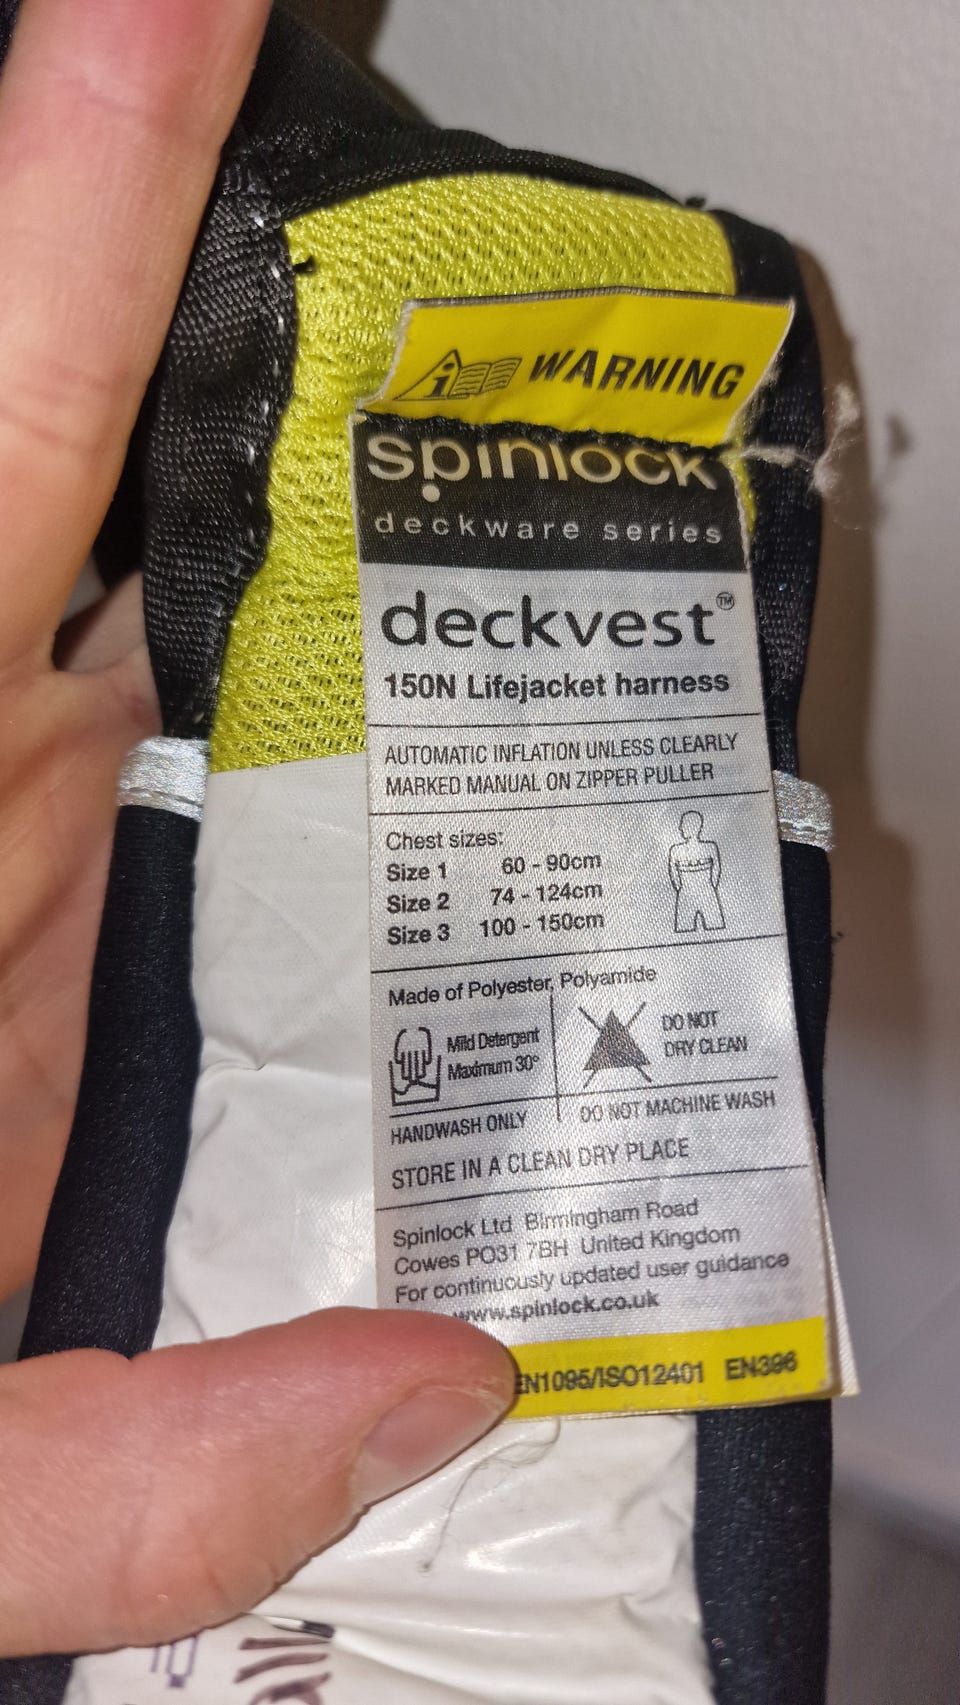 i WARNING
spinlock
deckware series
deckvest™
150N Lifejacket harness
AUTOMATIC INFLATION UNLESS CLEARLY
MARKED MANUAL ON ZIPPER PULLER
Chest sizes:
Size 1 60 - 90cm
Size 2 74 - 124cm
Size 3 100 - 150cm
Made of Polyester, Polyamide
Mild Detergent
Maximum 30°
DO NOT
DRY CLEAN
HANDWASH ONLY
DO NOT MACHINE WASH
STORE IN A CLEAN DRY PLACE
Spinlock Ltd Birmingham Road
Cowes PO31 7BH United Kingdom
For continuously updated user guidance
www.spinlock.co.uk
EN1095/ISO12401 EN396